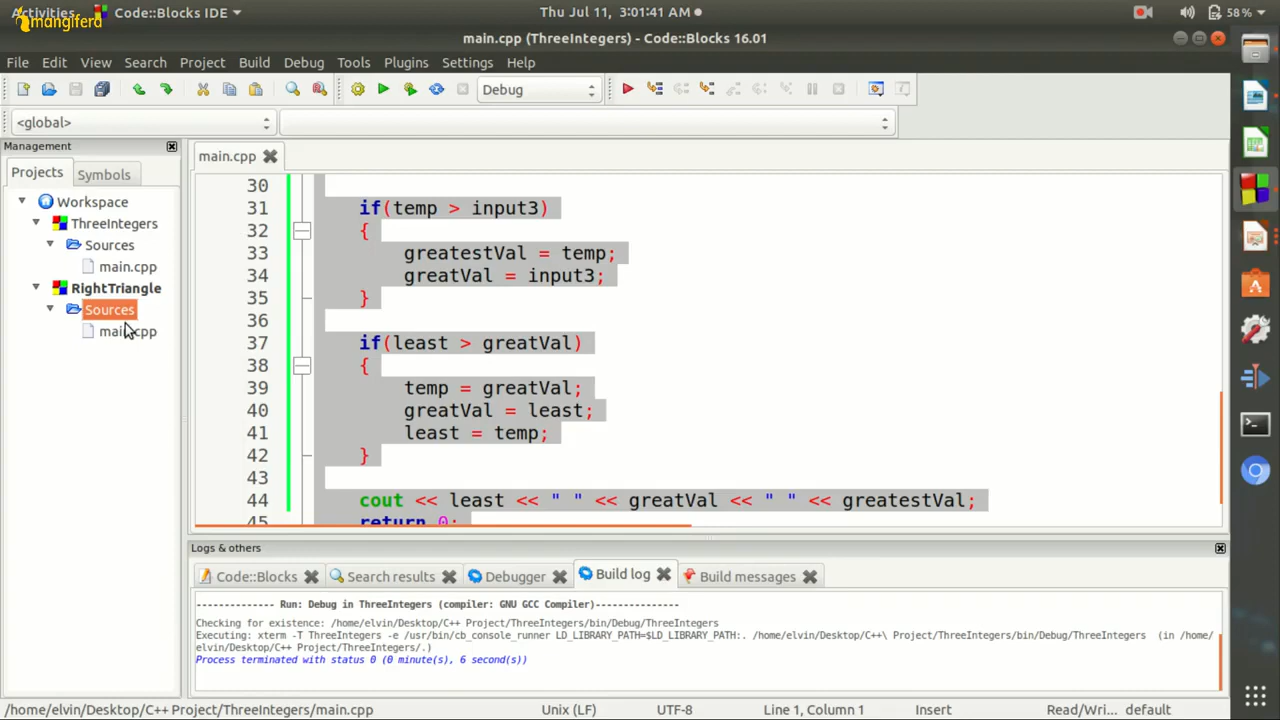 Activities
mangiferd
Code::Blocks IDE
Thu Jul 11, 3:01:41 AM
58%
main.cpp (ThreeIntegers) - Code::Blocks 16.01
File Edit View Search Project Build Debug Tools Plugins Settings Help
Debug
<global>
Management
Projects Symbols
Workspace
ThreeIntegers
Sources
main.cpp
RightTriangle
Sources
main.cpp
main.cpp
30
31 if(temp > input3)
32 {
33 greatestVal = temp;
34 greatVal = input3;
35 }
36
37 if(least > greatVal)
38 {
39 temp = greatVal;
40 greatVal = least;
41 least = temp;
42 }
43
44 cout << least << " " << greatVal << " " << greatestVal;
45 return 0;
Logs & others
Code::Blocks Search results Debugger Build log Build messages
-------------- Run: Debug in ThreeIntegers (compiler: GNU GCC Compiler)---------------
Checking for existence: /home/elvin/Desktop/C++ Project/ThreeIntegers/bin/Debug/ThreeIntegers
Executing: xterm -T ThreeIntegers -e /usr/bin/cb_console_runner LD_LIBRARY_PATH=$LD_LIBRARY_PATH:. /home/elvin/Desktop/C++\ Project/ThreeIntegers/bin/Debug/ThreeIntegers (in /home/
elvin/Desktop/C++ Project/ThreeIntegers/.)
Process terminated with status 0 (0 minute(s), 6 second(s))
/home/elvin/Desktop/C++ Project/ThreeIntegers/main.cpp Unix (LF) UTF-8 Line 1, Column 1 Insert Read/Wri... default